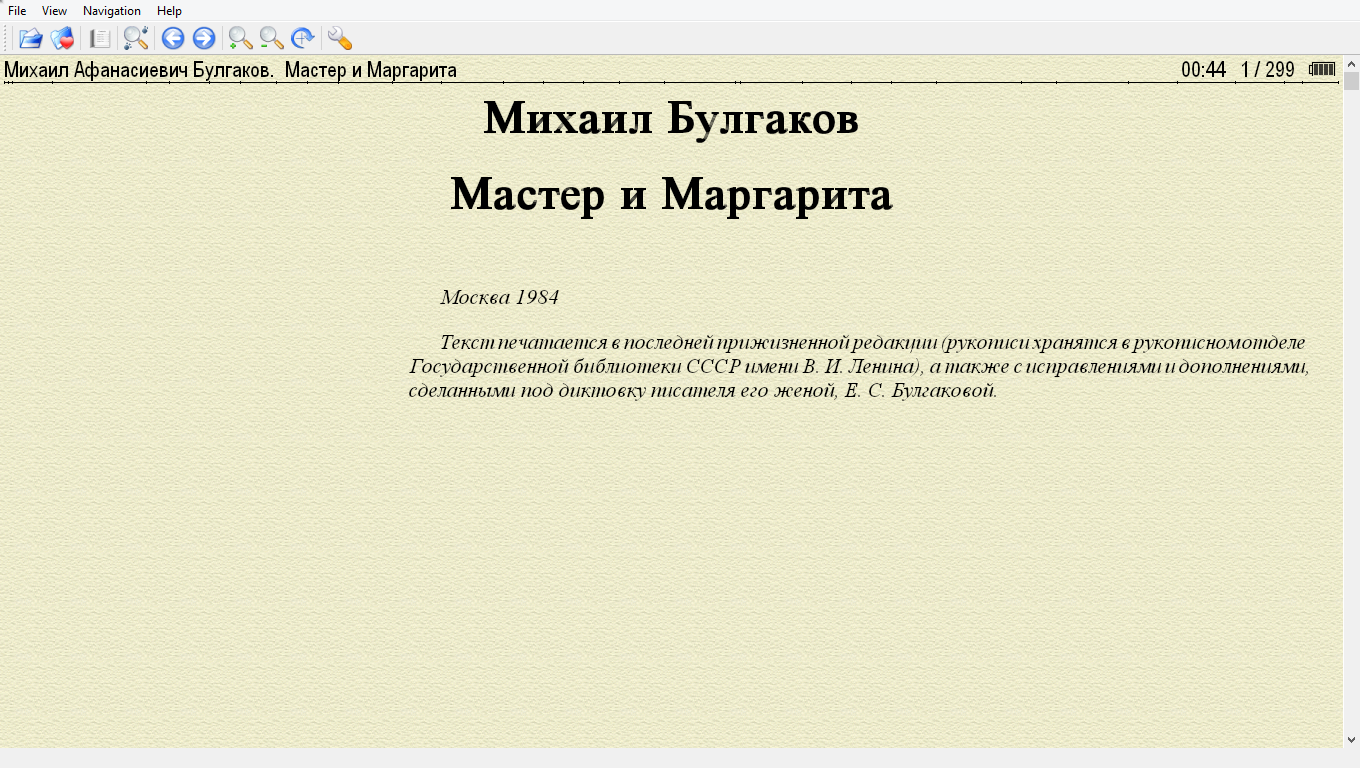 File View Navigation Help
Михаил Афанасиевич Булгаков. Мастер и Маргарита 00:44 1 / 299
Михаил Булгаков
Мастер и Маргарита
Москва 1984
Текст печатается в последней прижизненной редакции (рукописи хранятся в рукописном отделе
Государственной библиотеки СССР имени В. И. Ленина), а также с исправлениями и дополнениями,
сделанными под диктовку писателя его женой, Е. С. Булгаковой.